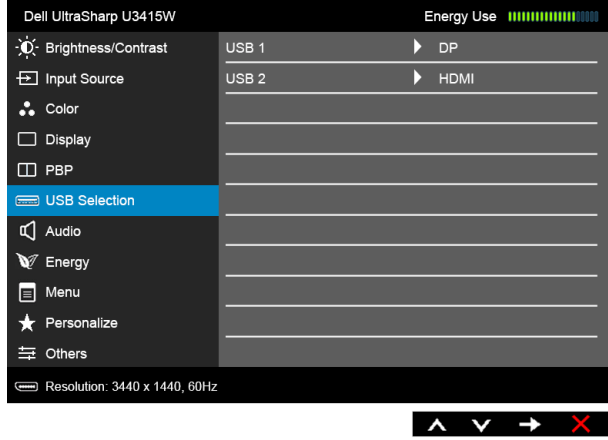 Dell UltraSharp U3415W Energy Use
Brightness/Contrast USB 1 DP
Input Source USB 2 HDMI
Color
Display
PBP
USB Selection
Audio
Energy
Menu
Personalize
Others
Resolution: 3440 x 1440, 60Hz